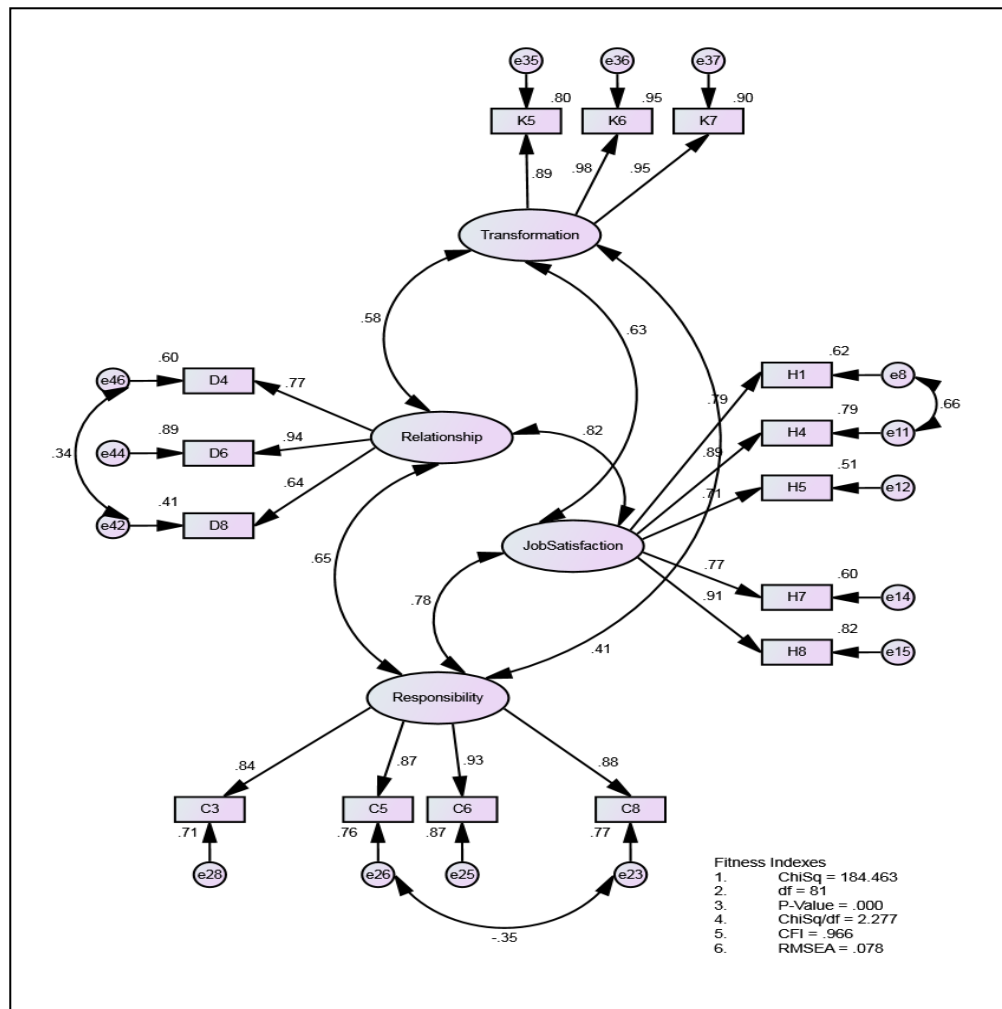 e35
e36
e37
.80
.95
.90
K5
K6
K7
.89
.98
.95
Transformation
.58
.63
.60
.62
e46
D4
.77
H1
e8
.79
.79
.66
.89
Relationship
.82
H4
e11
e44
D6
.94
.89
.34
.51
.41
.64
.71
H5
e12
e42
D8
JobSatisfaction
.65
.77
.60
.78
.91
H7
e14
.82
.41
H8
e15
Responsibility
.84
.87
.93
.88
C3
C5
C6
C8
.71
.76
.87
.77
e28
e26
e25
e23
-.35
Fitness Indexes
1. ChiSq = 184.463
2. df = 81
3. P-Value = .000
4. ChiSq/df = 2.277
5. CFI = .966
6. RMSEA = .078